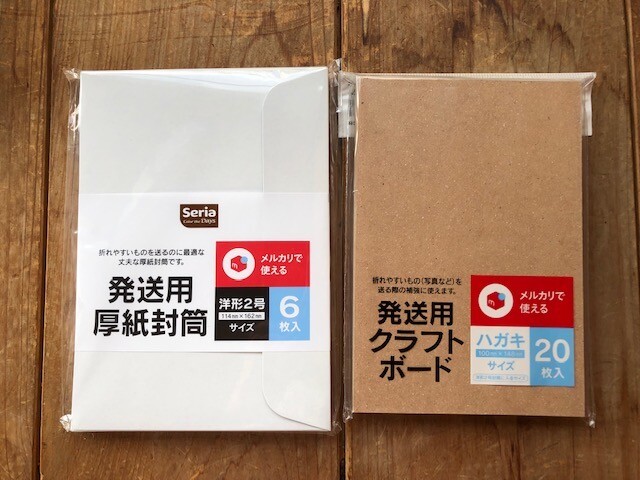 Seria
Color the Days
折れやすいものを送るのに最適な
丈夫な厚紙封筒です。
発送用
厚紙封筒
メルカリで
使える
洋形2号
114mm×162mm
サイズ
6
枚入
折れやすいもの(写真など)を
送る際の補強に使えます。
発送用
クラフト
ボード
メルカリで
使える
ハガキ
100mm×148mm
サイズ
20
枚入